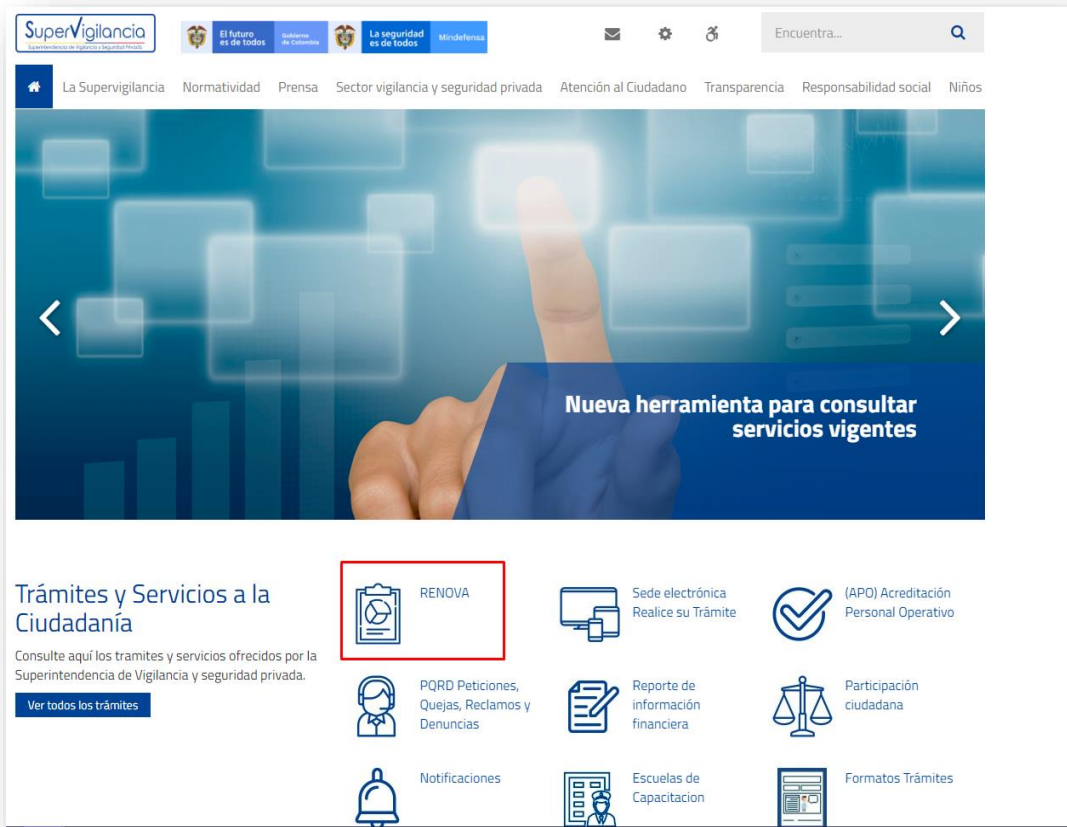 SuperVigilancia
Superintendencia de Vigilancia y Seguridad Privada
El futuro
es de todos
Gobierno
de Colombia
La seguridad
es de todos
Mindefensa
Encuentra...
La Supervigilancia Normatividad Prensa Sector vigilancia y seguridad privada Atención al Ciudadano Transparencia Responsabilidad social Niños
Nueva herramienta para consultar
servicios vigentes
Trámites y Servicios a la
Ciudadanía
Consulte aquí los tramites y servicios ofrecidos por la
Superintendencia de Vigilancia y seguridad privada.
Ver todos los trámites
RENOVA
Sede electrónica
Realice su Trámite
(APO) Acreditación
Personal Operativo
PQRD Peticiones,
Quejas, Reclamos y
Denuncias
Reporte de
información
financiera
Participación
ciudadana
Notificaciones
Escuelas de
Capacitacion
Formatos Trámites